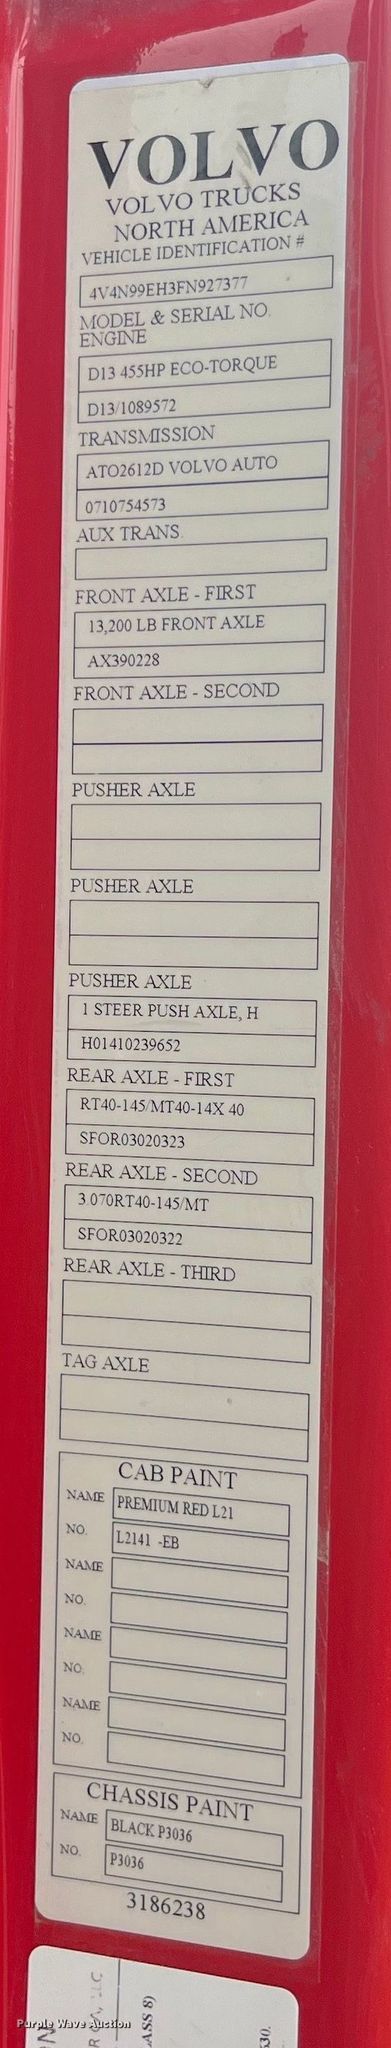 VOLVO
VOLVO TRUCKS
NORTH AMERICA
VEHICLE IDENTIFICATION #
4V4N99EH3FN927377
MODEL & SERIAL NO.
ENGINE
D13 455HP ECO-TORQUE
D13/1089572
TRANSMISSION
ATO2612D VOLVO AUTO
0710754573
AUX TRANS.
FRONT AXLE - FIRST
13,200 LB FRONT AXLE
AX390228
FRONT AXLE - SECOND
PUSHER AXLE
PUSHER AXLE
PUSHER AXLE
1 STEER PUSH AXLE, H
H01410239652
REAR AXLE - FIRST
RT40-145/MT40-14X 40
SFOR03020323
REAR AXLE - SECOND
3.070RT40-145/MT
SFOR03020322
REAR AXLE - THIRD
TAG AXLE
CAB PAINT
NAME PREMIUM RED L21
NO. L2141 -EB
NAME
NO.
NAME
NO.
NAME
NO.
CHASSIS PAINT
NAME BLACK P3036
NO. P3036
3186238
LLC
ASS 8)
530.
Purple Wave Auction